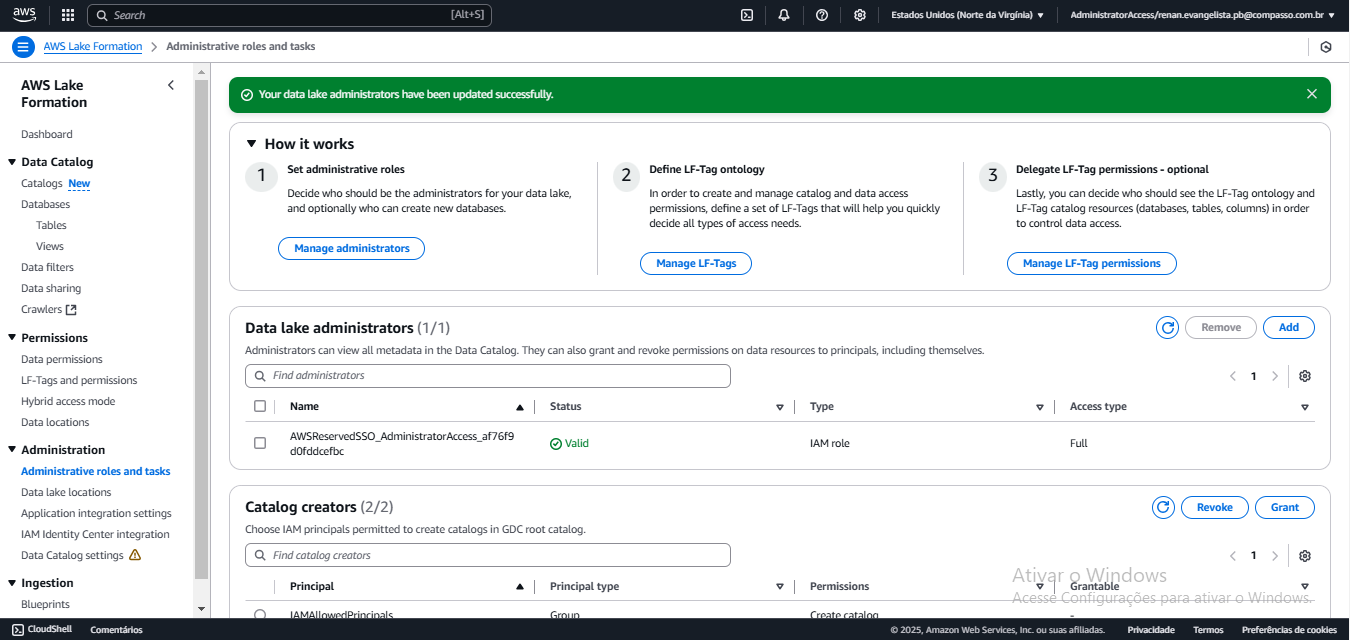 aws
Search
[Alt+S]
Estados Unidos (Norte da Virgínia)
AdministratorAccess/renan.evangelista.pb@compasso.com.br
AWS Lake Formation
Administrative roles and tasks
AWS Lake
Formation
Dashboard
Data Catalog
Catalogs New
Databases
Tables
Views
Data filters
Data sharing
Crawlers
Permissions
Data permissions
LF-Tags and permissions
Hybrid access mode
Data locations
Administration
Administrative roles and tasks
Data lake locations
Application integration settings
IAM Identity Center integration
Data Catalog settings
Ingestion
Blueprints
Your data lake administrators have been updated successfully.
How it works
1
Set administrative roles
Decide who should be the administrators for your data lake,
and optionally who can create new databases.
Manage administrators
2
Define LF-Tag ontology
In order to create and manage catalog and data access
permissions, define a set of LF-Tags that will help you quickly
decide all types of access needs.
Manage LF-Tags
3
Delegate LF-Tag permissions - optional
Lastly, you can decide who should see the LF-Tag ontology and
LF-Tag catalog resources (databases, tables, columns) in order
to control data access.
Manage LF-Tag permissions
Data lake administrators (1/1)
Remove
Add
Administrators can view all metadata in the Data Catalog. They can also grant and revoke permissions on data resources to principals, including themselves.
Find administrators
1
Name
Status
Type
Access type
AWSReservedSSO_AdministratorAccess_af76f9
d0fddcefbc
Valid
IAM role
Full
Catalog creators (2/2)
Revoke
Grant
Choose IAM principals permitted to create catalogs in GDC root catalog.
Find catalog creators
1
Principal
Principal type
Permissions
Grantable
IAMAllowedPrincipals
Group
Create catalog
-
Ativar o Windows
Acesse Configurações para ativar o Windows.
CloudShell
Comentários
© 2025, Amazon Web Services, Inc. ou suas afiliadas.
Privacidade
Termos
Preferências de cookies